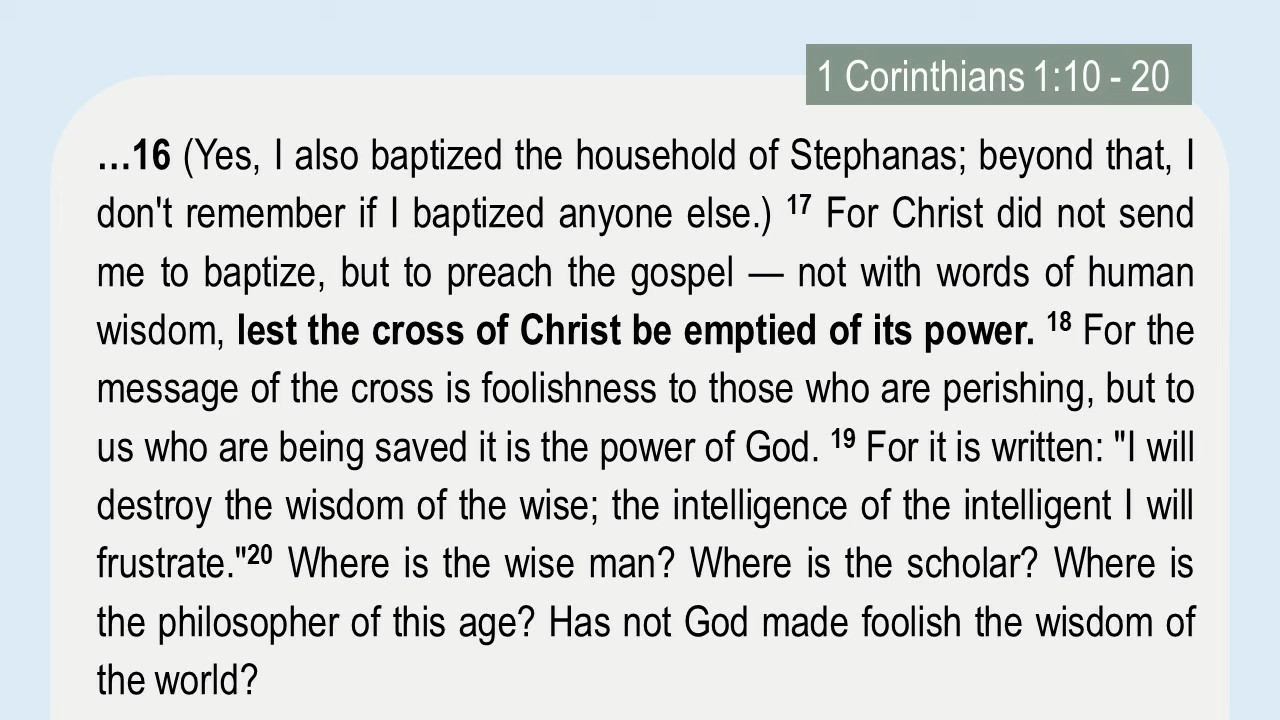 1 Corinthians 1:10 - 20
…16 (Yes, I also baptized the household of Stephanas; beyond that, I
don't remember if I baptized anyone else.) 17 For Christ did not send
me to baptize, but to preach the gospel — not with words of human
wisdom, lest the cross of Christ be emptied of its power. 18 For the
message of the cross is foolishness to those who are perishing, but to
us who are being saved it is the power of God. 19 For it is written: "I will
destroy the wisdom of the wise; the intelligence of the intelligent I will
frustrate."20 Where is the wise man? Where is the scholar? Where is
the philosopher of this age? Has not God made foolish the wisdom of
the world?